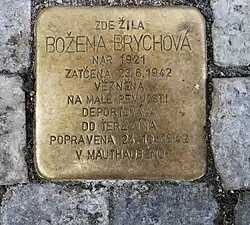 ZDE ŽILA
BOŽENA BRYCHOVÁ
NAR. 1921
ZATČENA 23.6.1942
VĚZNĚNA
NA MALÉ PEVNOSTI
DEPORTOVÁNA
DO TEREZÍNA
POPRAVENA 24.10.1942
V MAUTHAUSENU